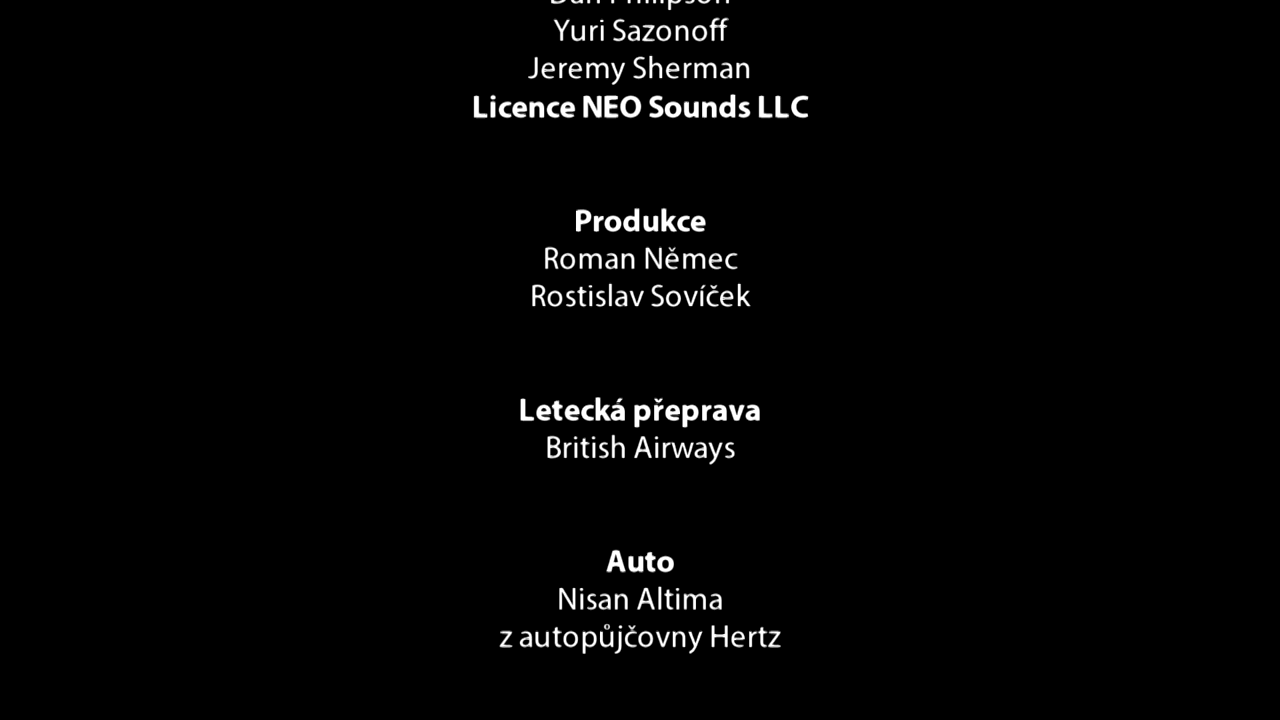 Yuri Sazonoff
Jeremy Sherman
Licence NEO Sounds LLC
Produkce
Roman Němec
Rostislav Sovíček
Letecká přeprava
British Airways
Auto
Nisan Altima
z autopůjčovny Hertz